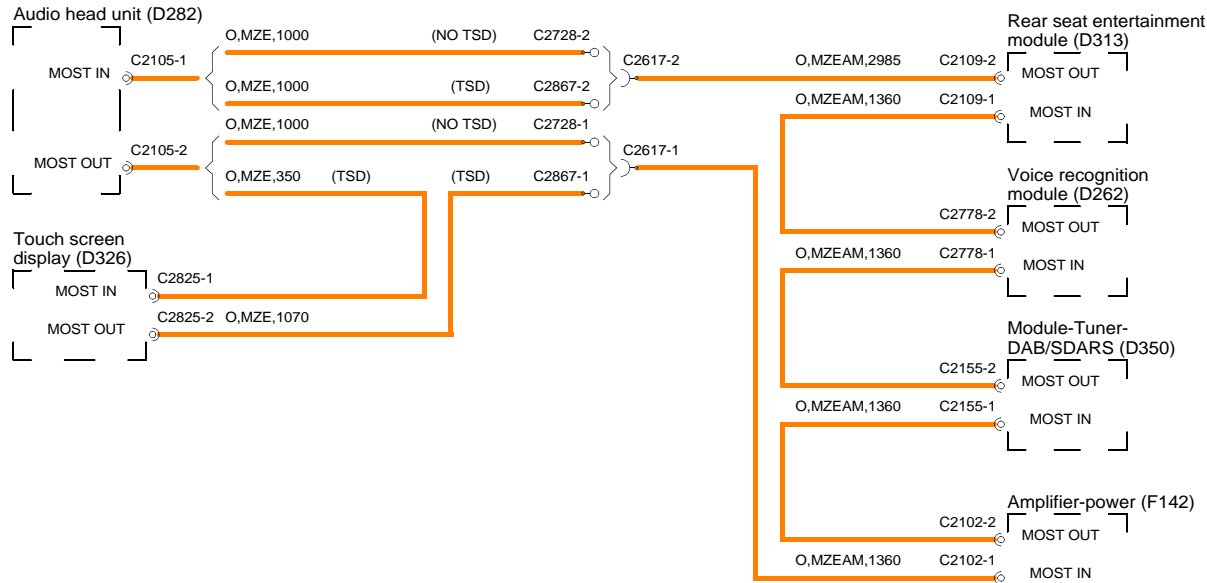 Audio head unit (D282)
MOST IN
C2105-1
O,MZE,1000 (NO TSD) C2728-2
O,MZE,1000 (TSD) C2867-2
C2617-2
MOST OUT
C2105-2
O,MZE,1000 (NO TSD) C2728-1
O,MZE,350 (TSD) (TSD) C2867-1
C2617-1
Touch screen
display (D326)
MOST IN
C2825-1
MOST OUT
C2825-2 O,MZE,1070
Rear seat entertainment
module (D313)
O,MZEAM,2985 C2109-2
MOST OUT
O,MZEAM,1360 C2109-1
MOST IN
Voice recognition
module (D262)
C2778-2
MOST OUT
O,MZEAM,1360 C2778-1
MOST IN
Module-Tuner-
DAB/SDARS (D350)
C2155-2
MOST OUT
O,MZEAM,1360 C2155-1
MOST IN
Amplifier-power (F142)
C2102-2
MOST OUT
O,MZEAM,1360 C2102-1
MOST IN